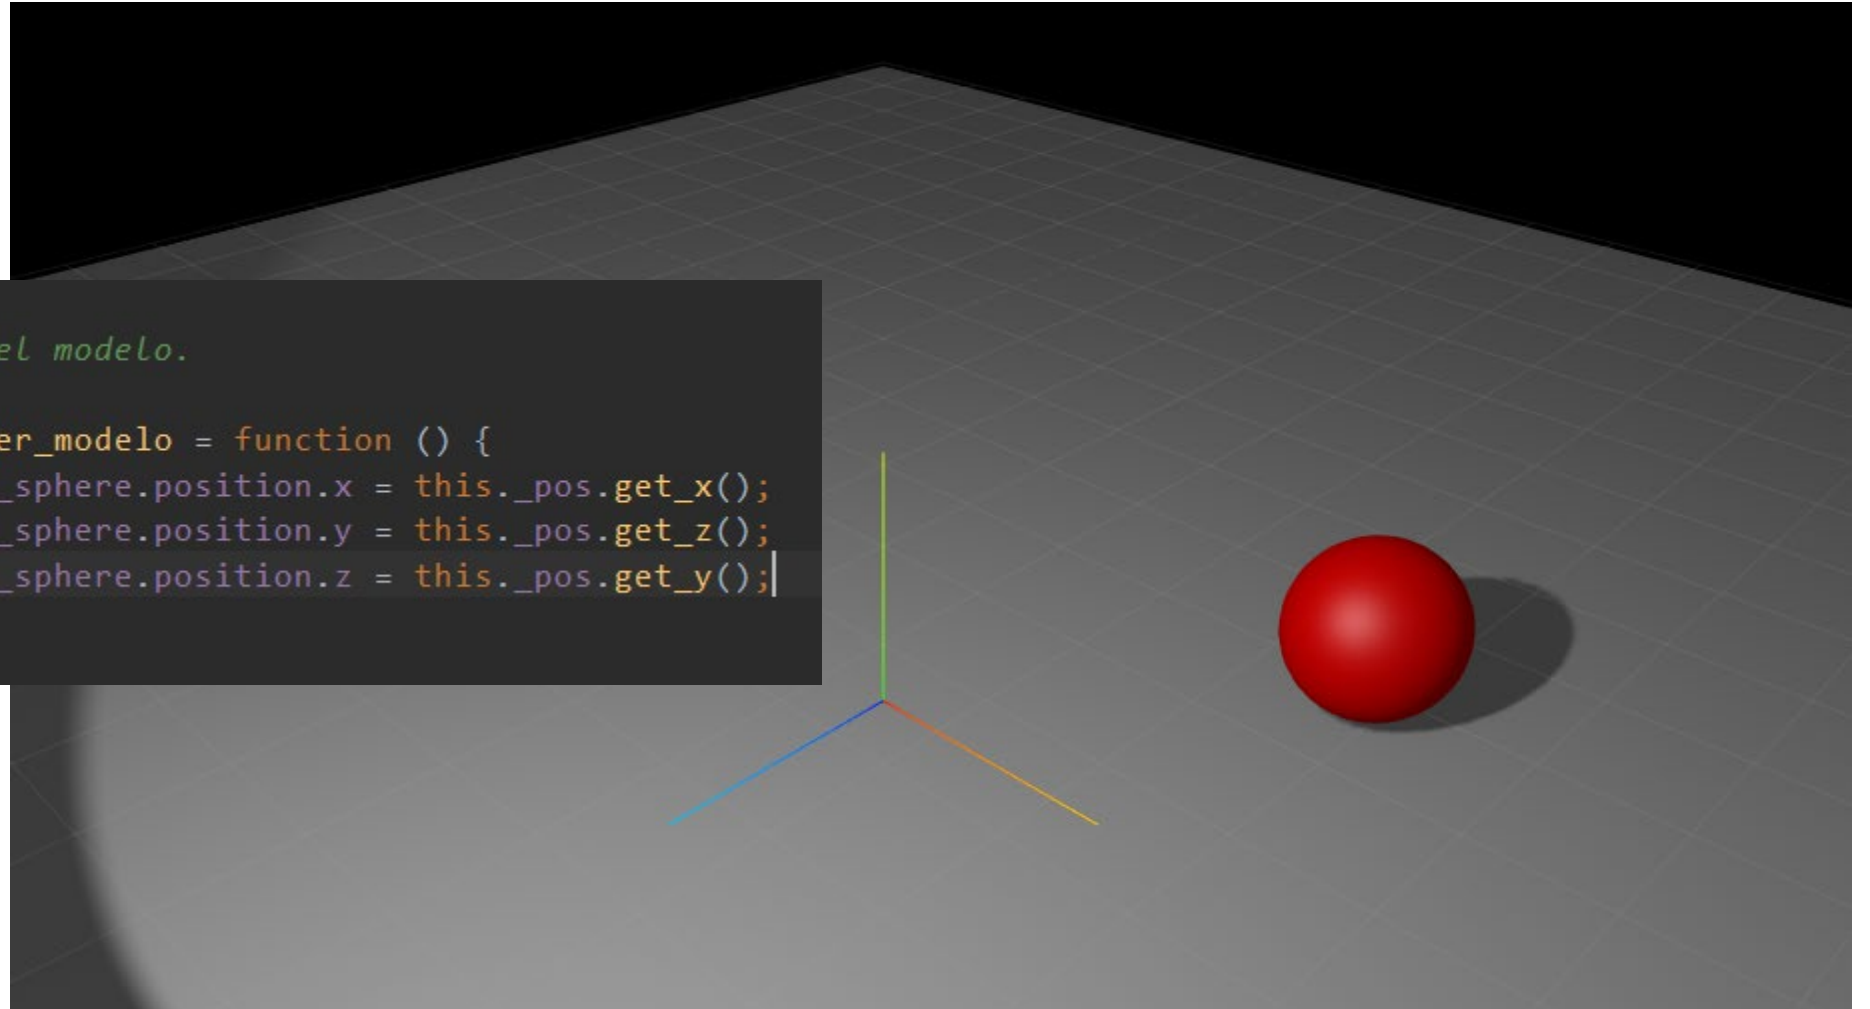 el modelo.
er_modelo = function () {
_sphere.position.x = this._pos.get_x();
_sphere.position.y = this._pos.get_z();
_sphere.position.z = this._pos.get_y();